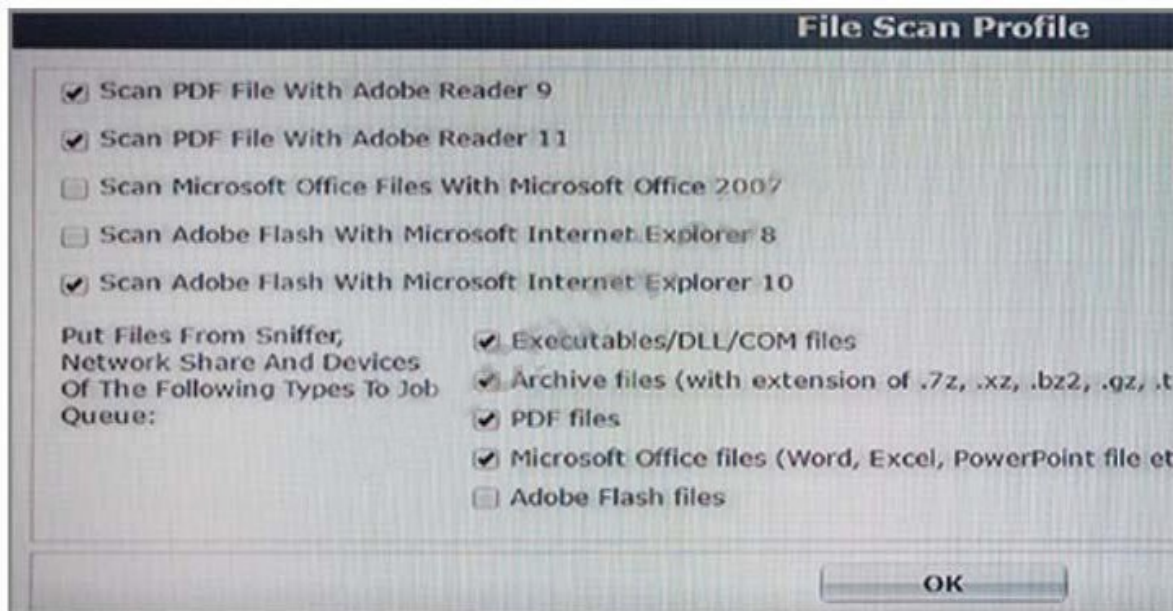 File Scan Profile
Scan PDF File With Adobe Reader 9
Scan PDF File With Adobe Reader 11
Scan Microsoft Office Files With Microsoft Office 2007
Scan Adobe Flash With Microsoft Internet Explorer 8
Scan Adobe Flash With Microsoft Internet Explorer 10
Put Files From Sniffer,
Network Share And Devices
Of The Following Types To Job
Queue:
Executables/DLL/COM files
Archive files (with extension of .7z, .xz, .bz2, .gz, .t
PDF files
Microsoft Office files (Word, Excel, PowerPoint file et
Adobe Flash files
OK